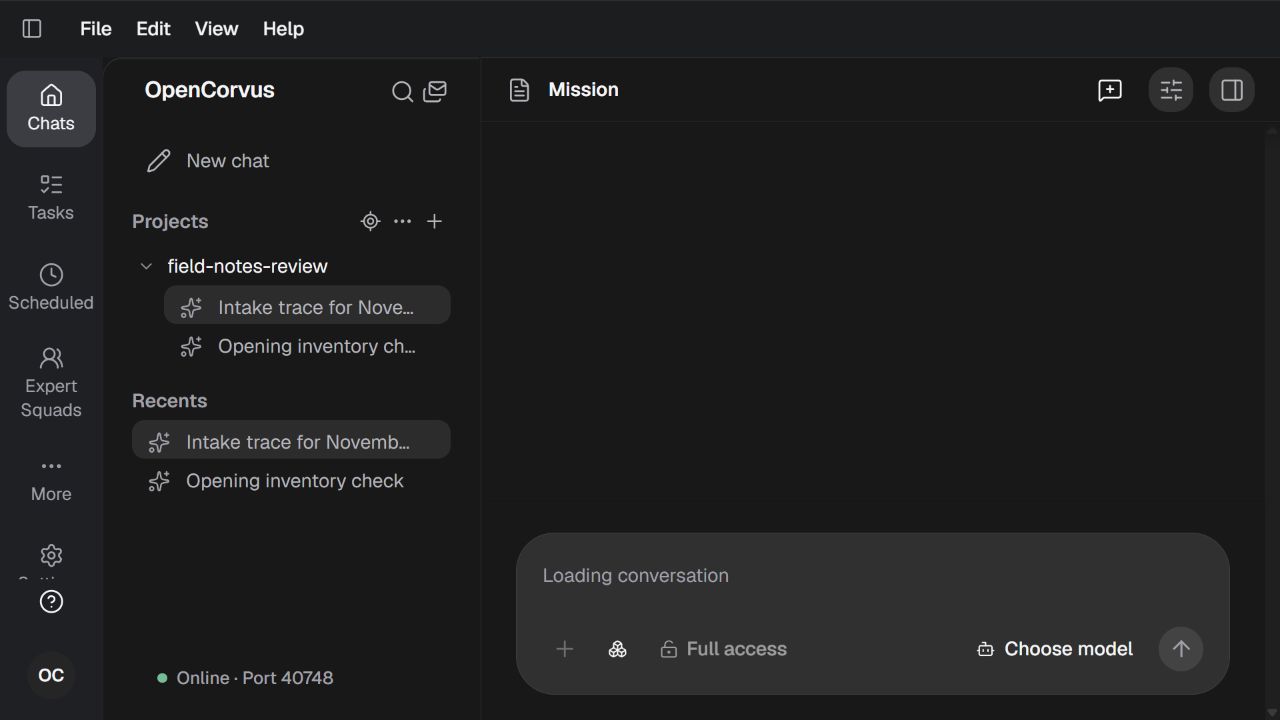 File Edit View Help
Chats
Tasks
Scheduled
Expert
Squads
More
OC
OpenCorvus
New chat
Projects
field-notes-review
Intake trace for Nove...
Opening inventory ch...
Recents
Intake trace for Novemb...
Opening inventory check
Online · Port 40748
Mission
Loading conversation
Full access
Choose model